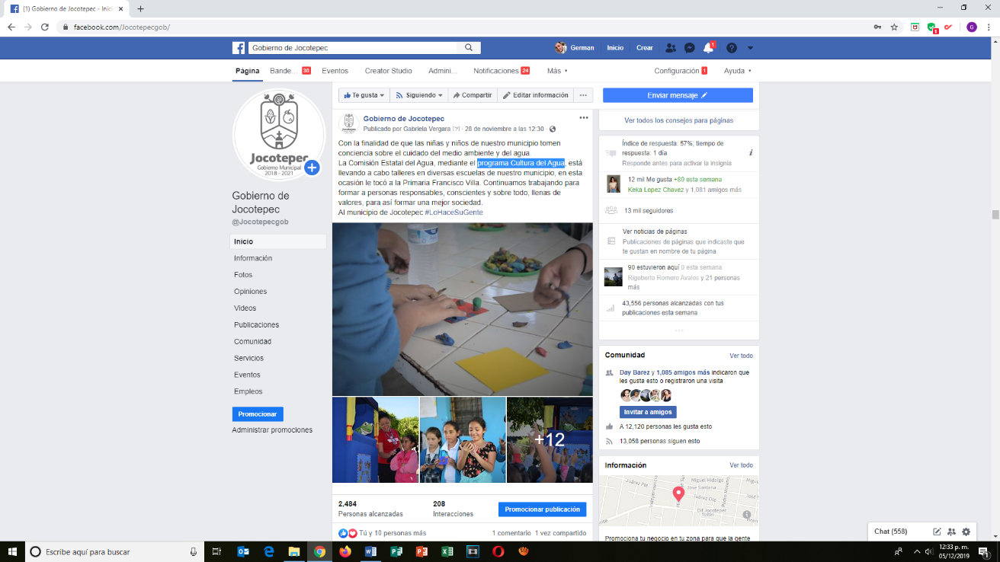 (1) Gobierno de Jocotepec - Inici
facebook.com/Jocotepecgob/
Gobierno de Jocotepec
German
Inicio
Crear
1
Página
Bande... 30
Eventos
Creator Studio
Admini...
Notificaciones 24
Más
Configuración 1
Ayuda
Te gusta
Siguiendo
Compartir
Editar información
Enviar mensaje
Jocotepec
Gobierno Municipal
2018 - 2021
Gobierno de
Jocotepec
@Jocotepecgob
Inicio
Información
Fotos
Opiniones
Videos
Publicaciones
Comunidad
Servicios
Eventos
Empleos
Promocionar
Administrar promociones
Gobierno de Jocotepec
Publicado por Gabriela Vergara [?] · 28 de noviembre a las 12:30 ·
Con la finalidad de que las niñas y niños de nuestro municipio tomen
conciencia sobre el cuidado del medio ambiente y del agua.
La Comisión Estatal del Agua, mediante el programa Cultura del Agua, está
llevando a cabo talleres en diversas escuelas de nuestro municipio, en esta
ocasión le tocó a la Primaria Francisco Villa. Continuamos trabajando para
formar a personas responsables, conscientes y sobre todo, llenas de
valores, para así formar una mejor sociedad.
Al municipio de Jocotepec #LoHaceSuGente
+12
2,484
Personas alcanzadas
208
Interacciones
Promocionar publicación
Tú y 10 personas más
1 comentario 1 vez compartido
Ver todos los consejos para páginas
Índice de respuesta: 57%, tiempo de
respuesta: 1 día
Responde antes para activar la insignia
12 mil Me gusta +80 esta semana
Keka Lopez Chavez y 1,081 amigos más
13 mil seguidores
Ver noticias de páginas
Publicaciones de páginas que indicaste que
te gustan en nombre de tu página
90 estuvieron aquí 0 esta semana
Rigoberto Romero Avalos y 21 personas
más
43,556 personas alcanzadas con tus
publicaciones esta semana
Comunidad
Ver todo
Day Barez y 1,085 amigos más indicaron que
les gusta esto o registraron una visita
Invitar a amigos
A 12,120 personas les gusta esto
13,058 personas siguen esto
Información
Ver todo
Juárez Pte
Miguel Hidalgo
Jose Santana
Juárez Ote
Dif Jocotepec
Promociona tu negocio en tu zona para que la gente
Chat (558)
Escribe aquí para buscar
12:33 p. m.
05/12/2019